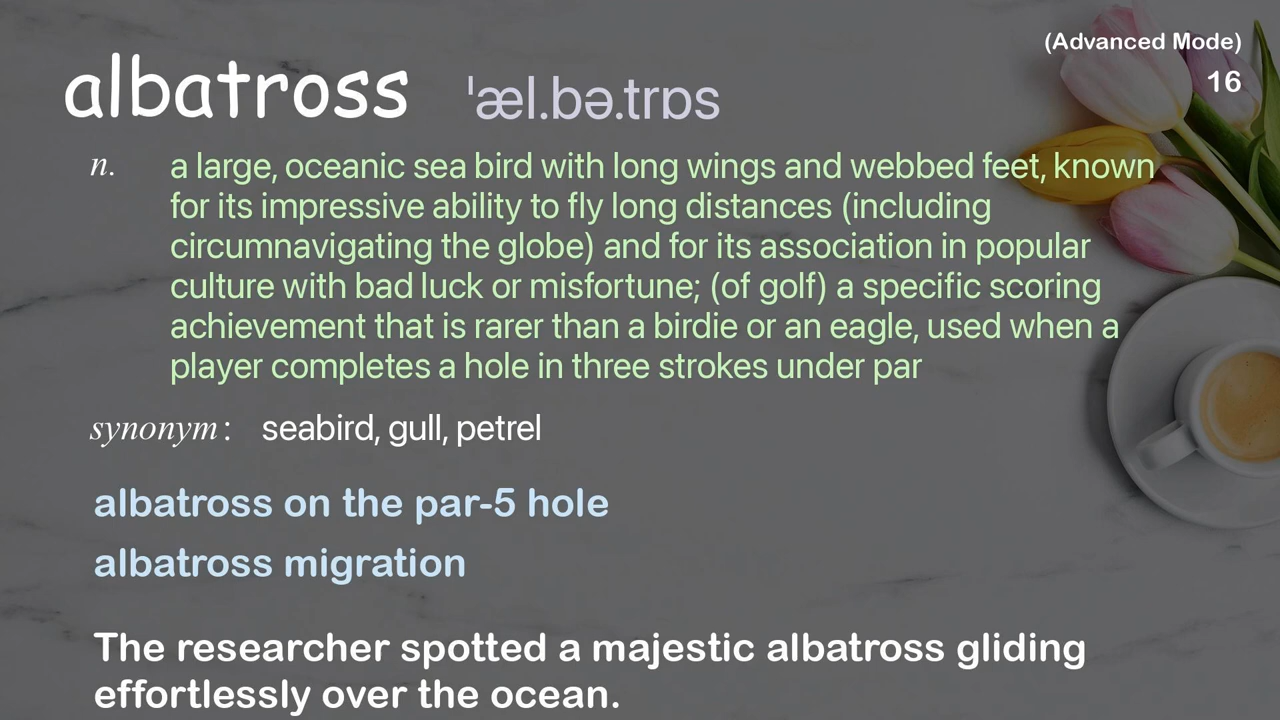 (Advanced Mode)
16
albatross ˈæl.bə.trɒs
n. a large, oceanic sea bird with long wings and webbed feet, known
for its impressive ability to fly long distances (including
circumnavigating the globe) and for its association in popular
culture with bad luck or misfortune; (of golf) a specific scoring
achievement that is rarer than a birdie or an eagle, used when a
player completes a hole in three strokes under par
synonym: seabird, gull, petrel
albatross on the par-5 hole
albatross migration
The researcher spotted a majestic albatross gliding
effortlessly over the ocean.